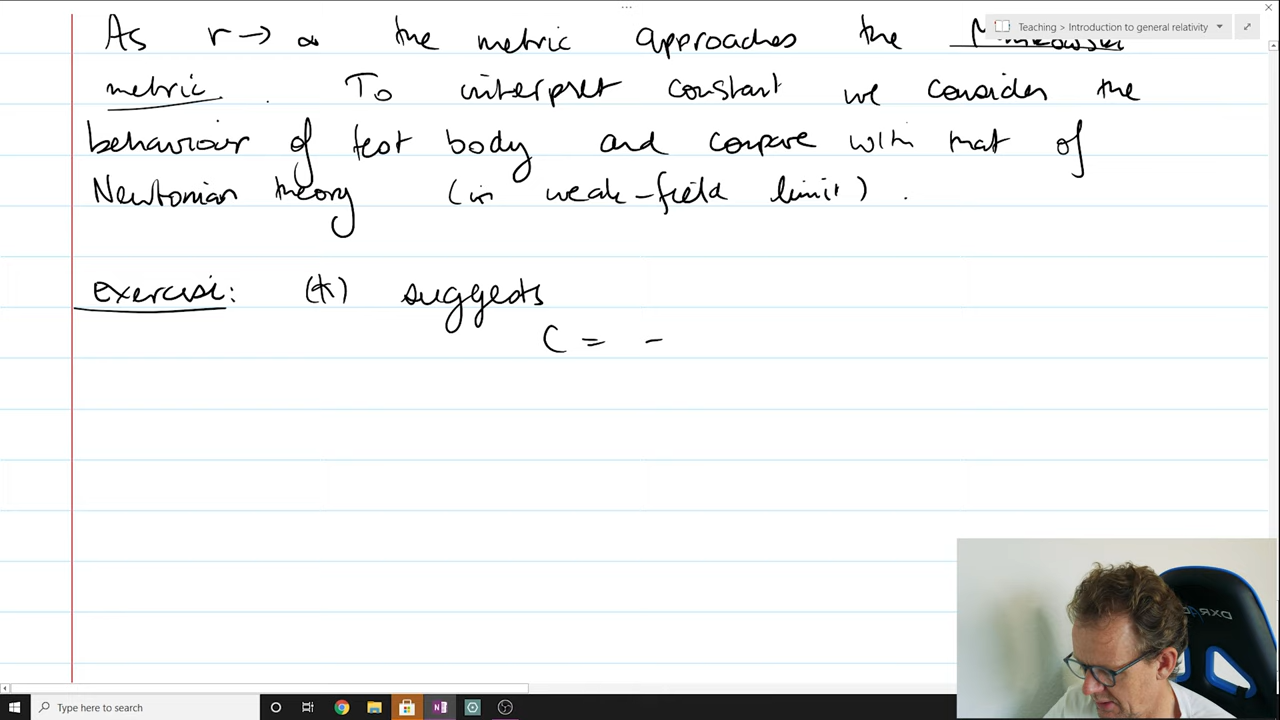 Teaching > Introduction to general relativity
As r → ∞ the metric approaches the
metric. To interpret constant we consider the
behaviour of test body and compare with that of
Newtonian theory (in weak-field limit).
exercise: (*) suggests
C = -
DXR
Type here to search